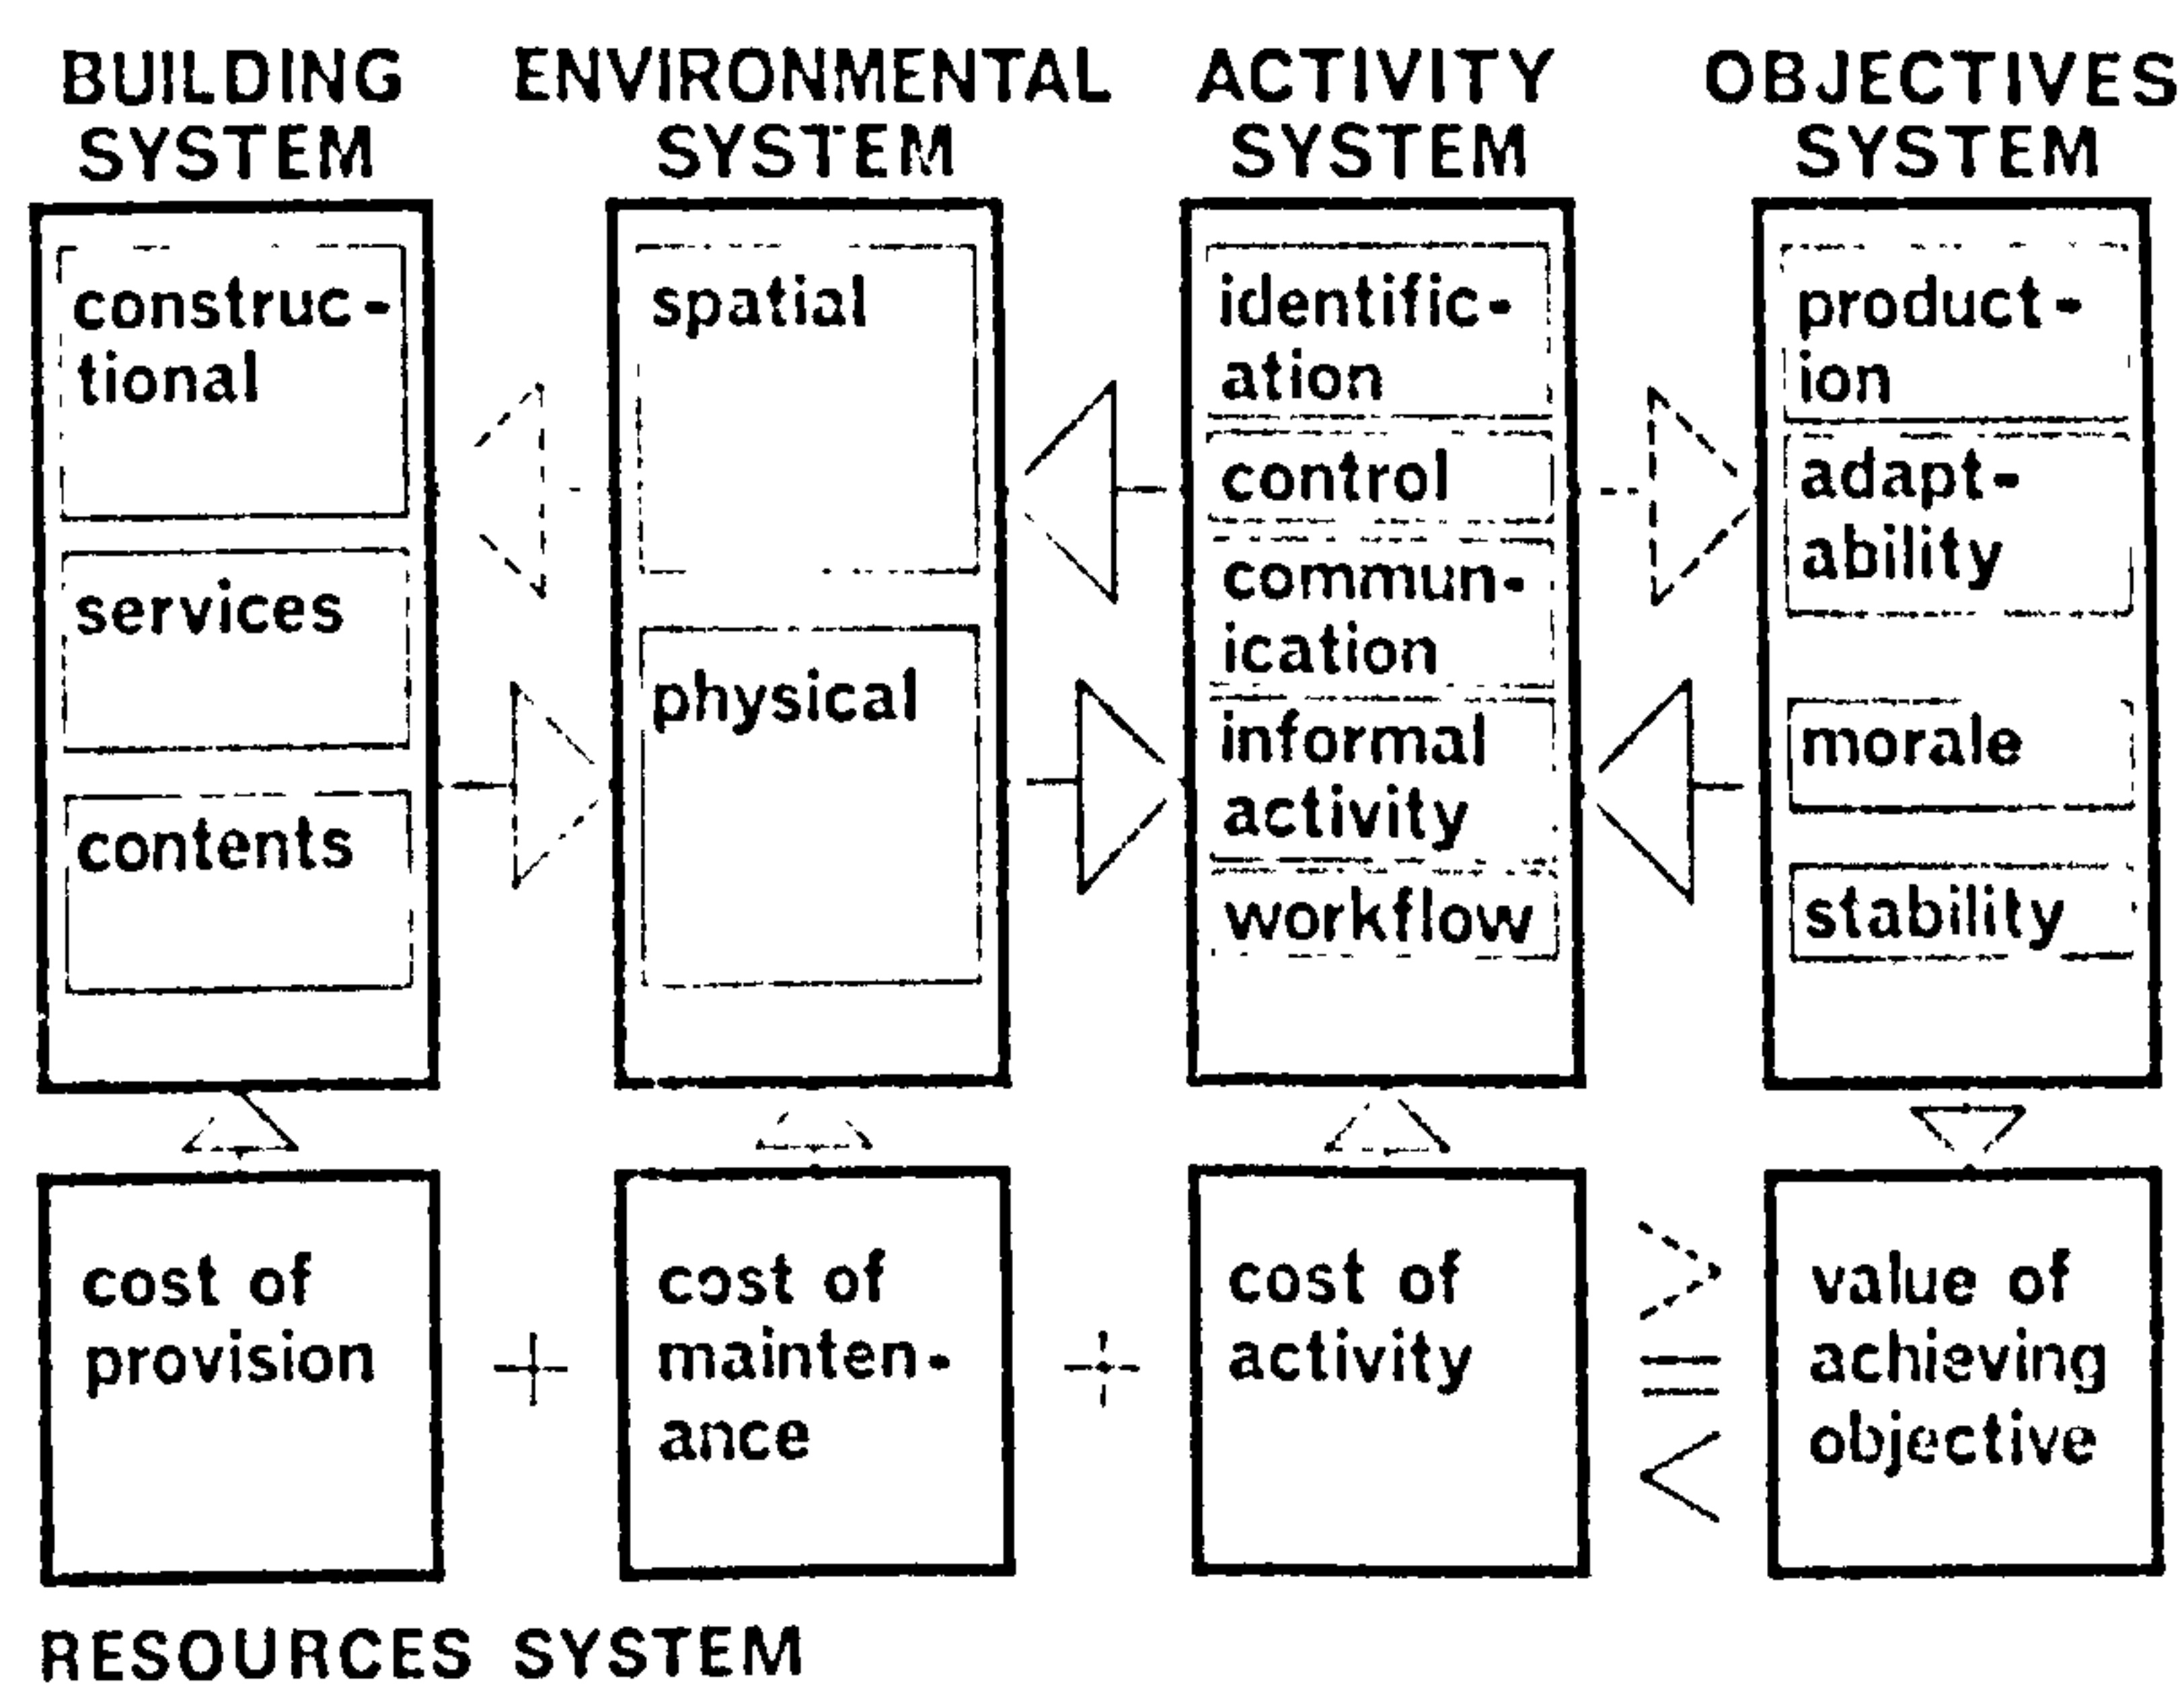 BUILDING
SYSTEM
ENVIRONMENTAL
SYSTEM
ACTIVITY
SYSTEM
OBJECTIVES
SYSTEM
construc-
tional
services
contents
spatial
physical
identific-
ation
control
commun-
ication
informal
activity
workflow
product-
ion
adapt-
ability
morale
stability
cost of
provision
+
cost of
mainten-
ance
+
cost of
activity
>
=
<
value of
achieving
objective
RESOURCES SYSTEM